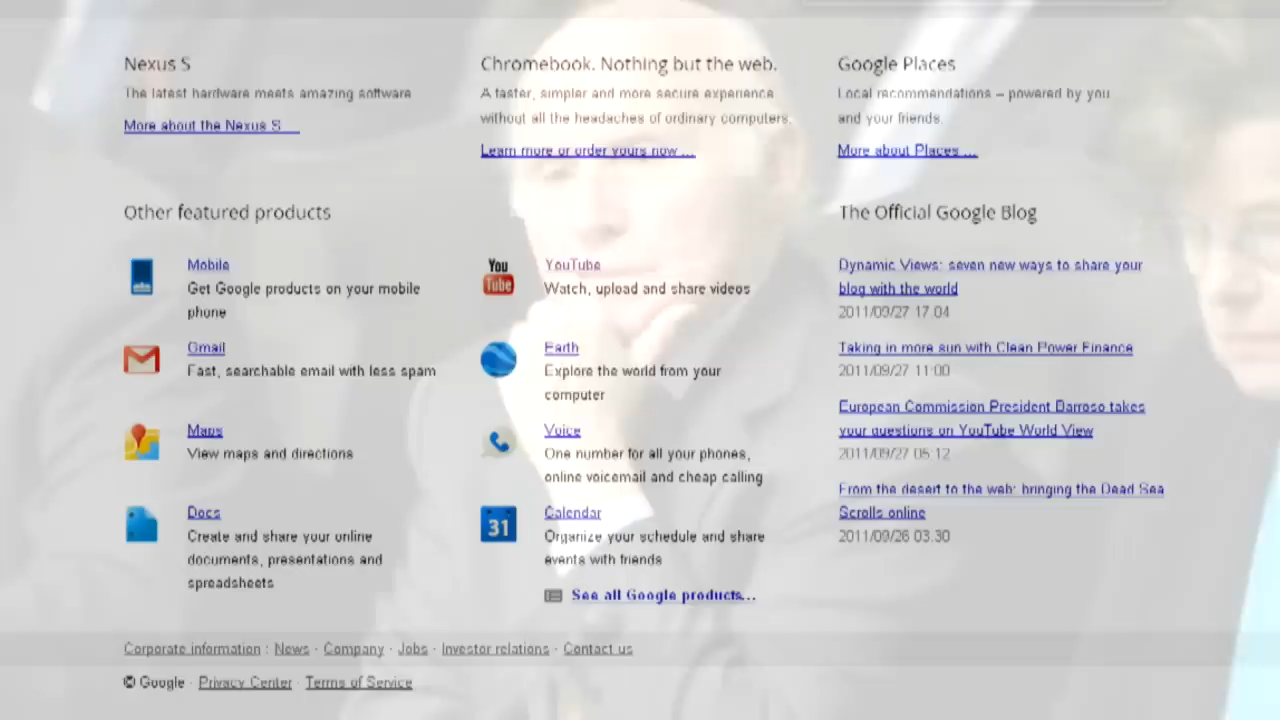 Nexus S
The latest hardware meets amazing software
More about the Nexus S
Chromebook. Nothing but the web.
A faster, simpler and more secure experience
without all the headaches of ordinary computers.
Learn more or order yours now ...
Google Places
Local recommendations – powered by you
and your friends.
More about Places ...
Other featured products
Mobile
Get Google products on your mobile
phone
Gmail
Fast, searchable email with less spam
Maps
View maps and directions
Docs
Create and share your online
documents, presentations and
spreadsheets
You
Tube
YouTube
Watch, upload and share videos
Earth
Explore the world from your
computer
Voice
One number for all your phones,
online voicemail and cheap calling
31
Calendar
Organize your schedule and share
events with friends
See all Google products...
The Official Google Blog
Dynamic Views: seven new ways to share your
blog with the world
2011/09/27 17:04
Taking in more sun with Clean Power Finance
2011/09/27 11:00
European Commission President Barroso takes
your questions on YouTube World View
2011/09/27 05:12
From the desert to the web: bringing the Dead Sea
Scrolls online
2011/09/26 03:30
Corporate information : News · Company · Jobs · Investor relations · Contact us
© Google · Privacy Center · Terms of Service